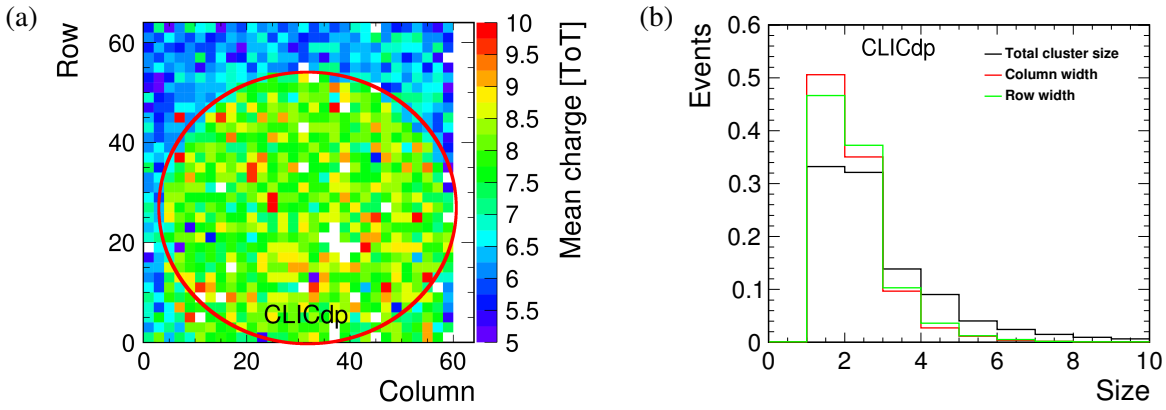 (a)
Row
60
40
20
0
0
20
40
60
Column
CLICdp
10
9.5
9
8.5
8
7.5
7
6.5
6
5.5
5
Mean charge [ToT]
(b)
Events
0.6
0.5
0.4
0.3
0.2
0.1
0
0
2
4
6
8
10
Size
CLICdp
Total cluster size
Column width
Row width